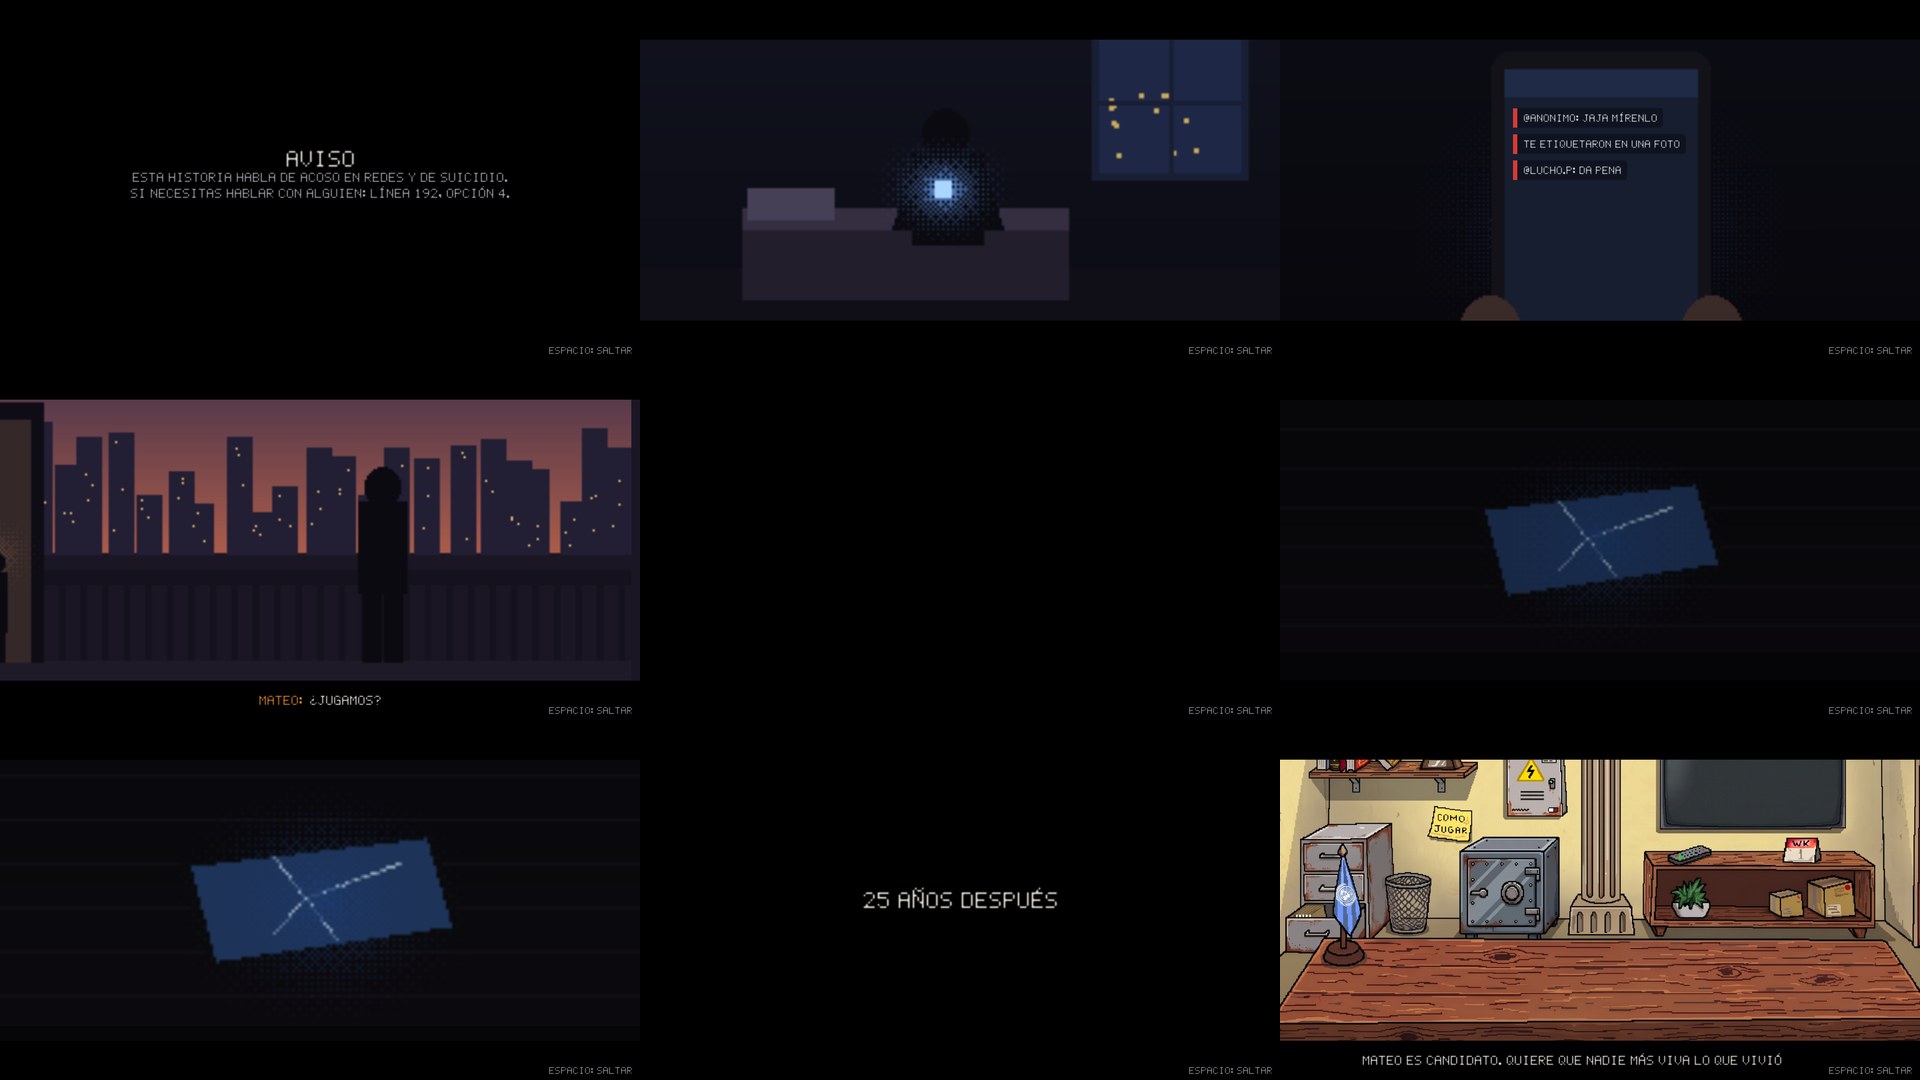 AVISO
ESTA HISTORIA HABLA DE ACOSO EN REDES Y DE SUICIDIO.
SI NECESITAS HABLAR CON ALGUIEN: LÍNEA 192, OPCIÓN 4.
ESPACIO: SALTAR
ESPACIO: SALTAR
@ANONIMO: JAJA MÍRENLO
TE ETIQUETARON EN UNA FOTO
@LUCHO.P: DA PENA
ESPACIO: SALTAR
MATEO: ¿JUGAMOS?
ESPACIO: SALTAR
ESPACIO: SALTAR
ESPACIO: SALTAR
ESPACIO: SALTAR
25 AÑOS DESPUÉS
ESPACIO: SALTAR
COMO
JUGAR
WK
1
MATEO ES CANDIDATO. QUIERE QUE NADIE MÁS VIVA LO QUE VIVIÓ
ESPACIO: SALTAR